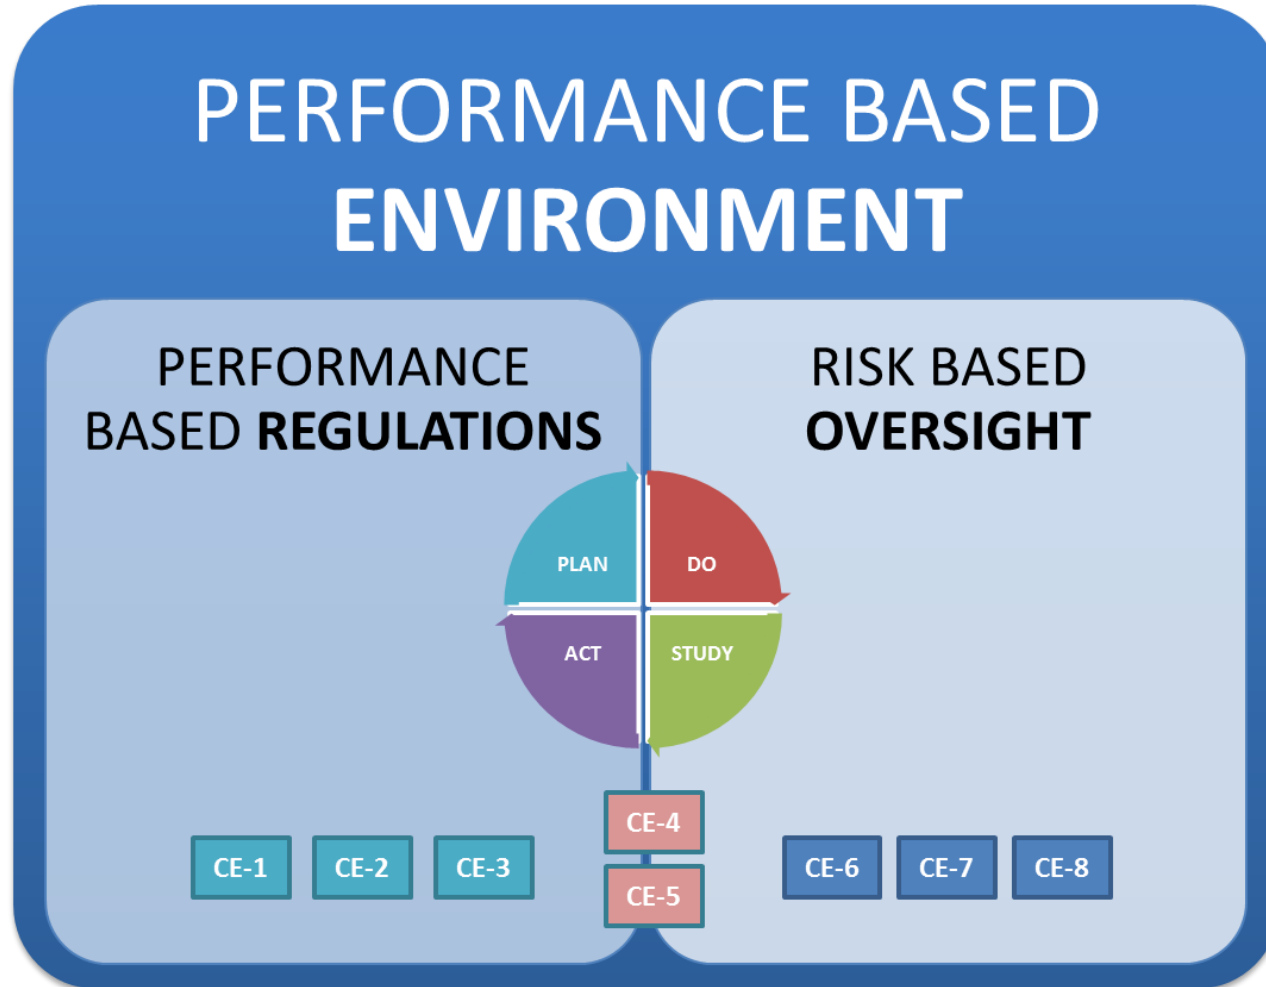 PERFORMANCE BASED
ENVIRONMENT
PERFORMANCE
BASED REGULATIONS
RISK BASED
OVERSIGHT
PLAN
DO
ACT
STUDY
CE-4
CE-1
CE-2
CE-3
CE-6
CE-7
CE-8
CE-5